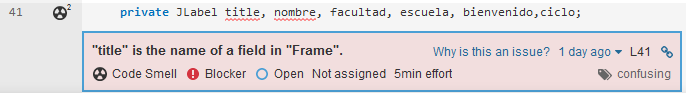 41 2 private JLabel title, nombre, facultad, escuela, bienvenido,ciclo;
"title" is the name of a field in "Frame". Why is this an issue? 1 day ago L41
Code Smell Blocker Open Not assigned 5min effort confusing